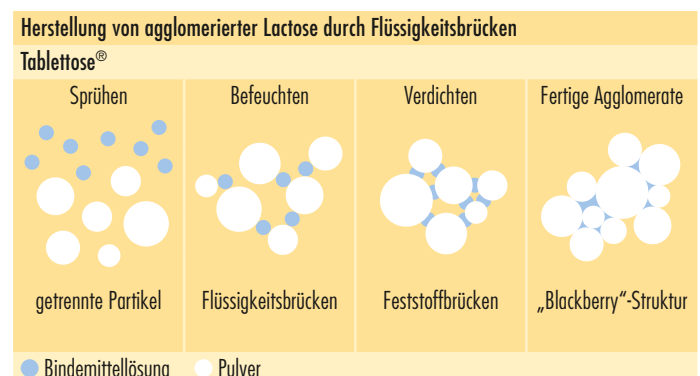 Herstellung von agglomerierter Lactose durch Flüssigkeitsbrücken
Tablettose®
Sprühen
Befeuchten
Verdichten
Fertige Agglomerate
getrennte Partikel
Flüssigkeitsbrücken
Feststoffbrücken
„Blackberry“-Struktur
Bindemittellösung
Pulver